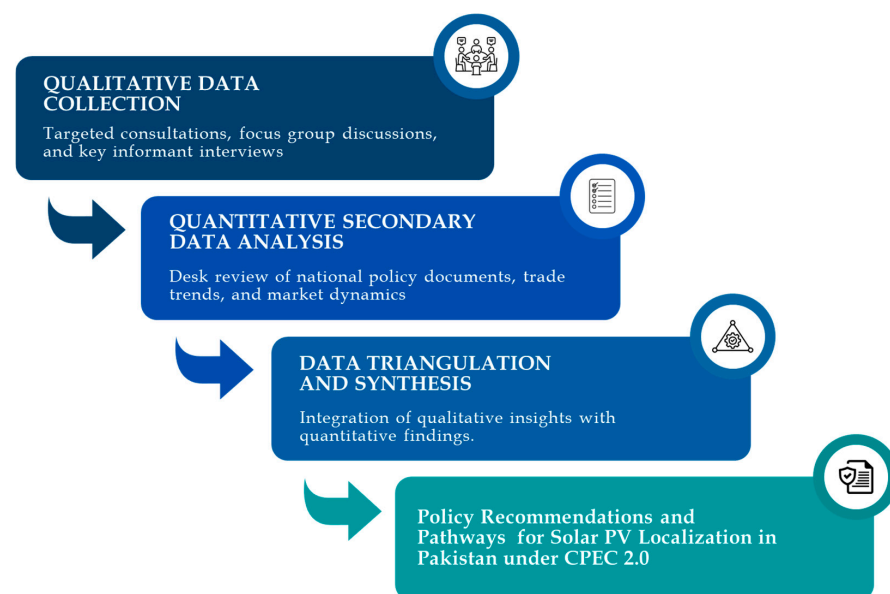 QUALITATIVE DATA
COLLECTION
Targeted consultations, focus group discussions,
and key informant interviews
QUANTITATIVE SECONDARY
DATA ANALYSIS
Desk review of national policy documents, trade
trends, and market dynamics
DATA TRIANGULATION
AND SYNTHESIS
Integration of qualitative insights with
quantitative findings.
Policy Recommendations and
Pathways for Solar PV Localization in
Pakistan under CPEC 2.0